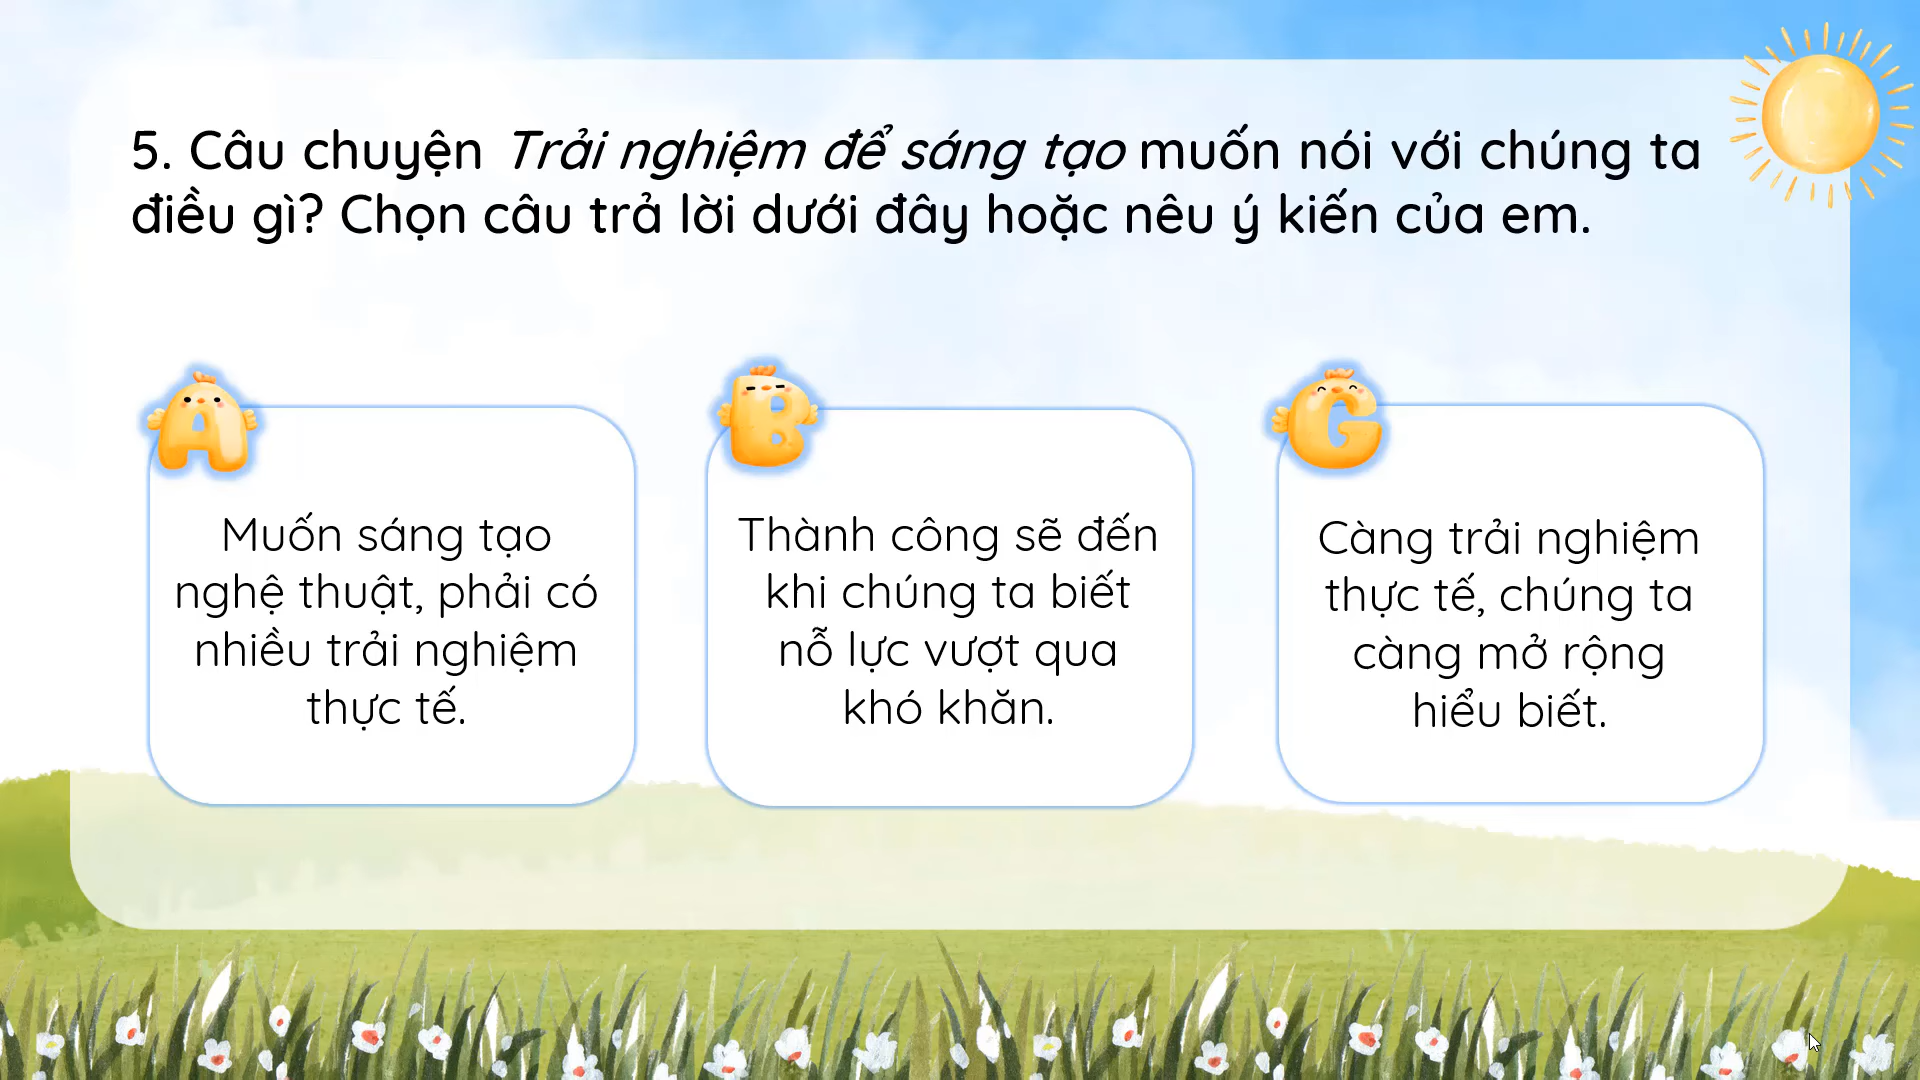 5. Câu chuyện Trải nghiệm để sáng tạo muốn nói với chúng ta
điều gì? Chọn câu trả lời dưới đây hoặc nêu ý kiến của em.
A
Muốn sáng tạo
nghệ thuật, phải có
nhiều trải nghiệm
thực tế.
B
Thành công sẽ đến
khi chúng ta biết
nỗ lực vượt qua
khó khăn.
G
Càng trải nghiệm
thực tế, chúng ta
càng mở rộng
hiểu biết.